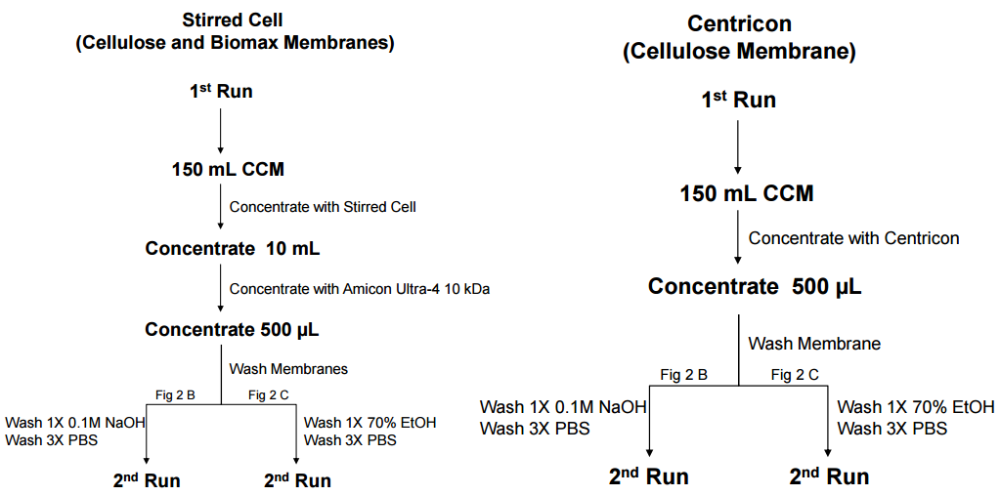 Stirred Cell
(Cellulose and Biomax Membranes)
1st Run
150 mL CCM
Concentrate with Stirred Cell
Concentrate 10 mL
Concentrate with Amicon Ultra-4 10 kDa
Concentrate 500 µL
Wash Membranes
Fig 2 B
Fig 2 C
Wash 1X 0.1M NaOH
Wash 3X PBS
Wash 1X 70% EtOH
Wash 3X PBS
2nd Run
2nd Run
Centricon
(Cellulose Membrane)
1st Run
150 mL CCM
Concentrate with Centricon
Concentrate 500 µL
Wash Membrane
Fig 2 B
Fig 2 C
Wash 1X 0.1M NaOH
Wash 3X PBS
Wash 1X 70% EtOH
Wash 3X PBS
2nd Run
2nd Run